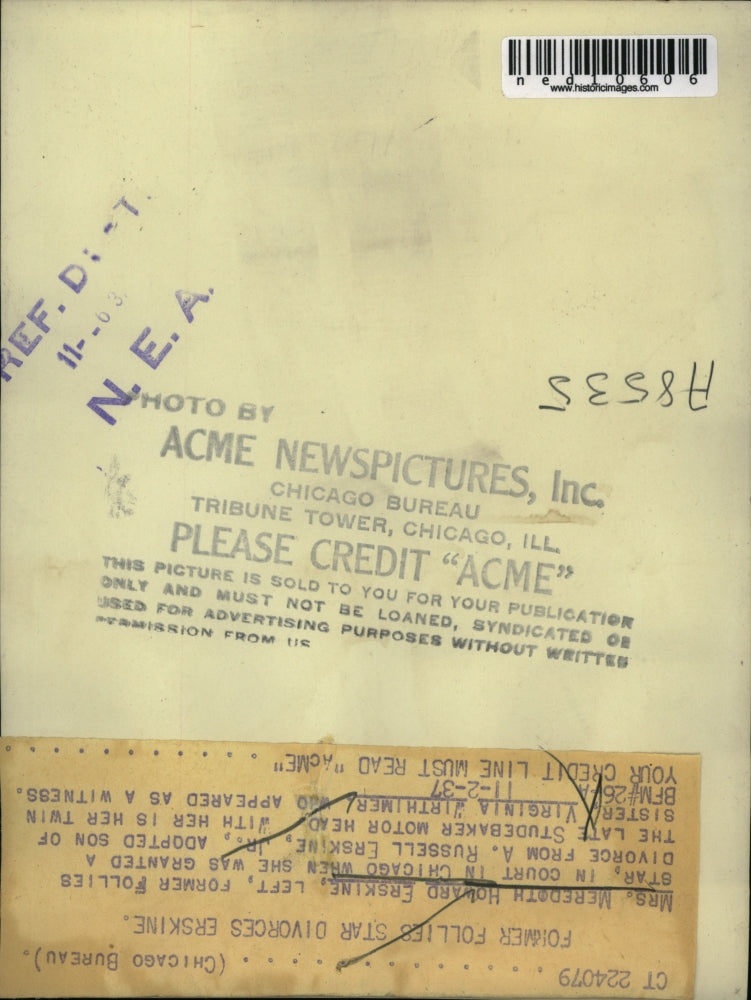 ned10606
www.historicimages.com
REF. D
11- -63
N. E. A.
A8535
PHOTO BY
ACME NEWSPICTURES, Inc.
CHICAGO BUREAU
TRIBUNE TOWER, CHICAGO, ILL.
PLEASE CREDIT "ACME"
THIS PICTURE IS SOLD TO YOU FOR YOUR PUBLICATION
ONLY AND MUST NOT BE LOANED, SYNDICATED OR
USED FOR ADVERTISING PURPOSES WITHOUT WRITTEN
PERMISSION FROM US
CT 224079 . . . . . . . . . . . . (CHICAGO BUREAU).
FORMER FOLLIES STAR DIVORCES ERSKINE.
MRS. MEREDOTH HOWARD ERSKINE, LEFT, FORMER FOLLIES
STAR, IN COURT IN CHICAGO WHEN SHE WAS GRANTED A
DIVORCE FROM A. RUSSELL ERSKINE, JR., ADOPTED SON OF
THE LATE STUDEBAKER MOTOR HEAD. WITH HER IS HER TWIN
SISTER, VIRGINIA WIRTHIMER, WHO APPEARED AS A WITNESS.
BFM#26 A 11-2-37
YOUR CREDIT LINE MUST READ "ACME" . . . . . . . . . . . .